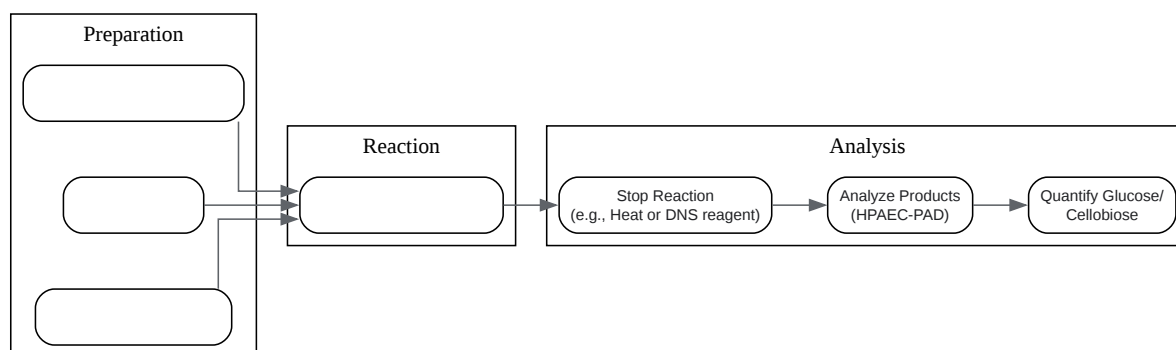 Preparation
Reaction
Analysis
Stop Reaction
(e.g., Heat or DNS reagent)
Analyze Products
(HPAEC-PAD)
Quantify Glucose/
Cellobiose